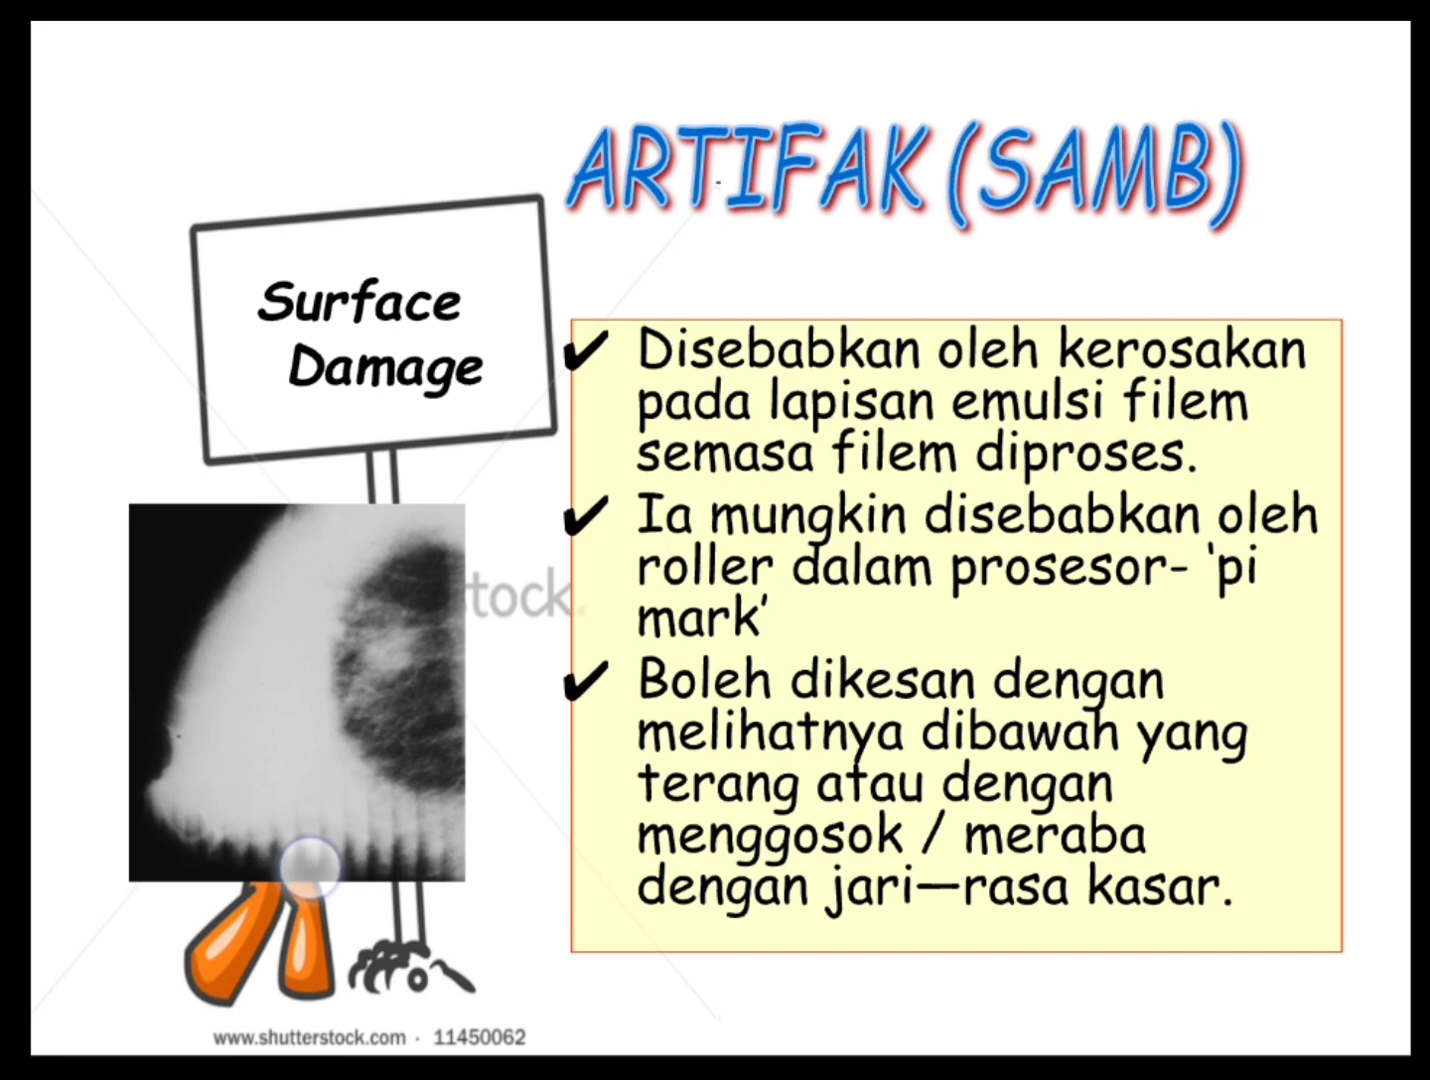 ARTIFAK (SAMB)
Surface
Damage
✔ Disebabkan oleh kerosakan
pada lapisan emulsi filem
semasa filem diproses.
✔ Ia mungkin disebabkan oleh
roller dalam prosesor- ‘pi
mark’
✔ Boleh dikesan dengan
melihatnya dibawah yang
terang atau dengan
menggosok / meraba
dengan jari—rasa kasar.
tock.
www.shutterstock.com · 11450062